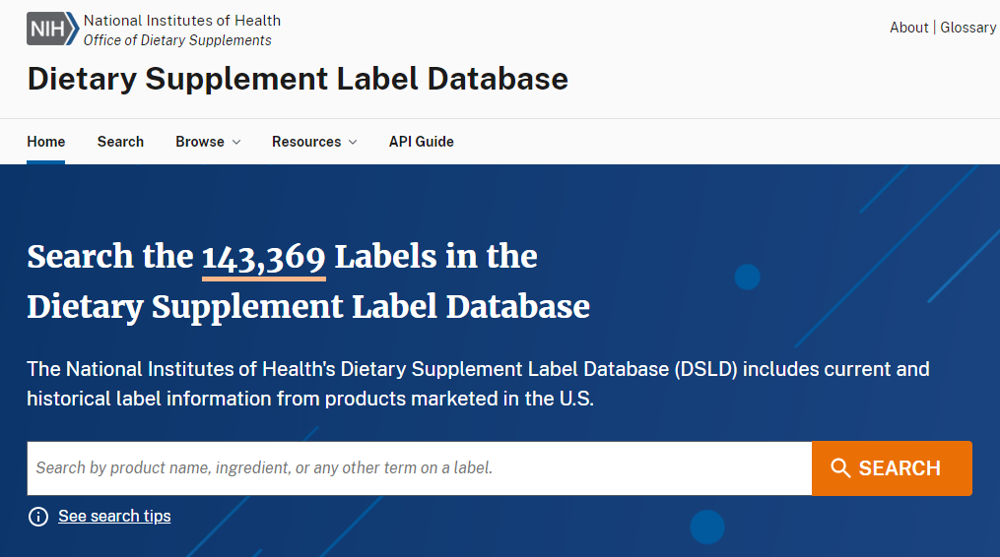 NIH National Institutes of Health
Office of Dietary Supplements
About | Glossary
Dietary Supplement Label Database
Home Search Browse Resources API Guide
Search the 143,369 Labels in the
Dietary Supplement Label Database
The National Institutes of Health's Dietary Supplement Label Database (DSLD) includes current and
historical label information from products marketed in the U.S.
Search by product name, ingredient, or any other term on a label.
SEARCH
See search tips